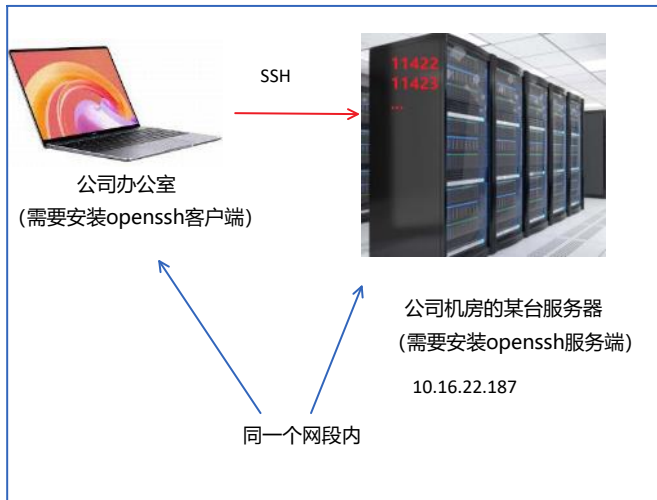 SSH
11422
11423
...
公司办公室
(需要安装openssh客户端)
公司机房的某台服务器
(需要安装openssh服务端)
10.16.22.187
同一个网段内